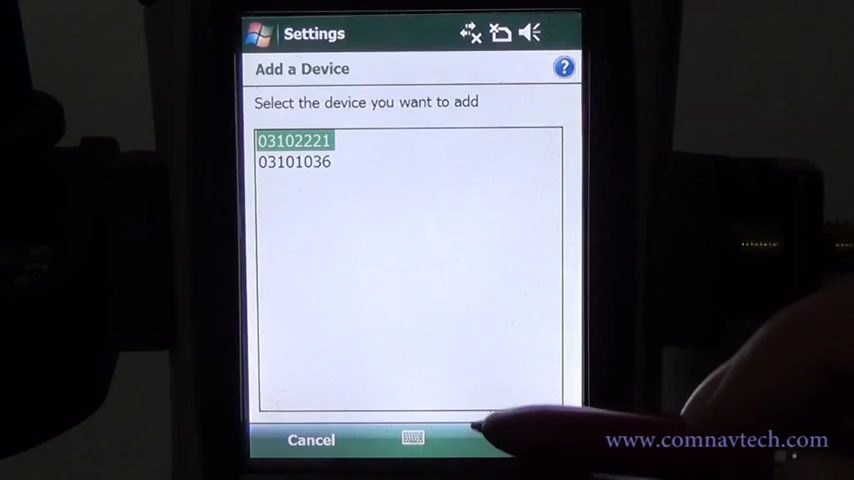 Settings
Add a Device
?
Select the device you want to add
03102221
03101036
Cancel
www.comnavtech.com